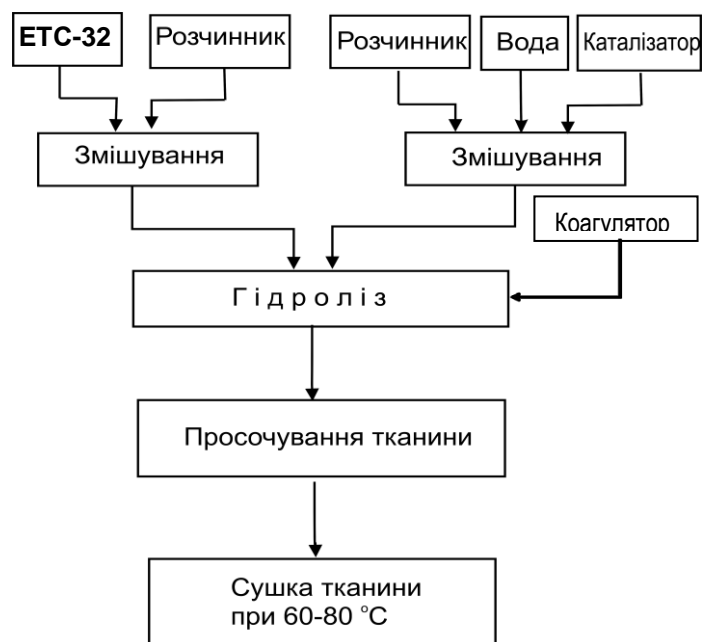 ЕТС-32
Розчинник
Розчинник
Вода
Каталізатор
Змішування
Змішування
Коагулятор
Гідроліз
Просочування тканини
Сушка тканини
при 60-80 °С